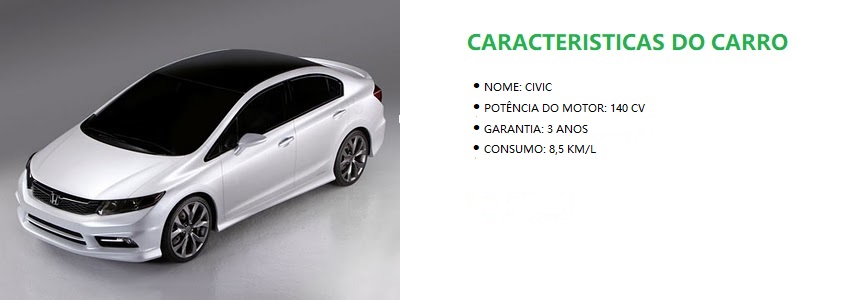 CARACTERISTICAS DO CARRO
• NOME: CIVIC
• POTÊNCIA DO MOTOR: 140 CV
• GARANTIA: 3 ANOS
• CONSUMO: 8,5 KM/L